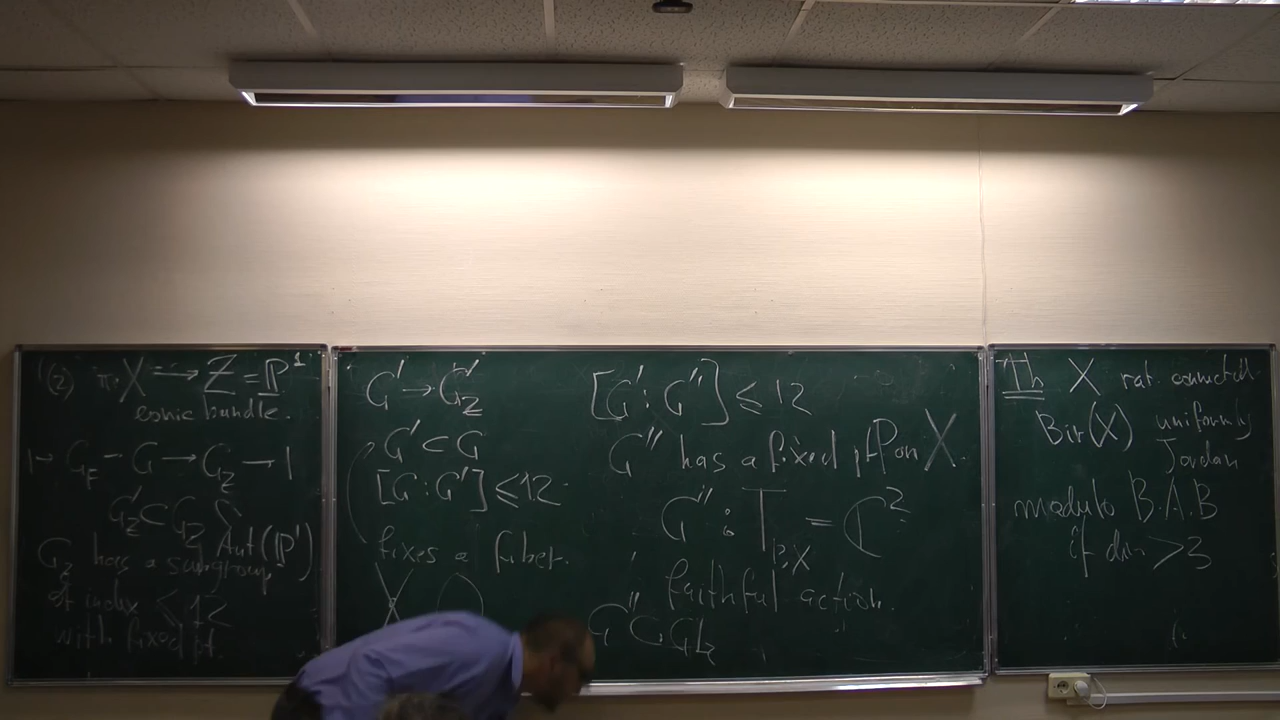 (2) π: X → Z = ℙ¹
conic bundle.
1 → G_F → G → G_Z → 1
G'_Z ⊂ G_Z ⊂ Aut(ℙ¹)
G_Z has a subgroup
of index ≤ 12
with fixed pt.
G' → G'_Z
G' ⊂ G
[G : G'] ≤ 12
fixes a fiber.
[G' : G''] ≤ 12
G'' has a fixed pt P on X.
G'' : T_{P,X} = ℂ²
faithful action.
G'' ⊂ GL₂
Th X rat. connected
Bir(X) uniformly
Jordan
modulo B.A.B
if dim > 3